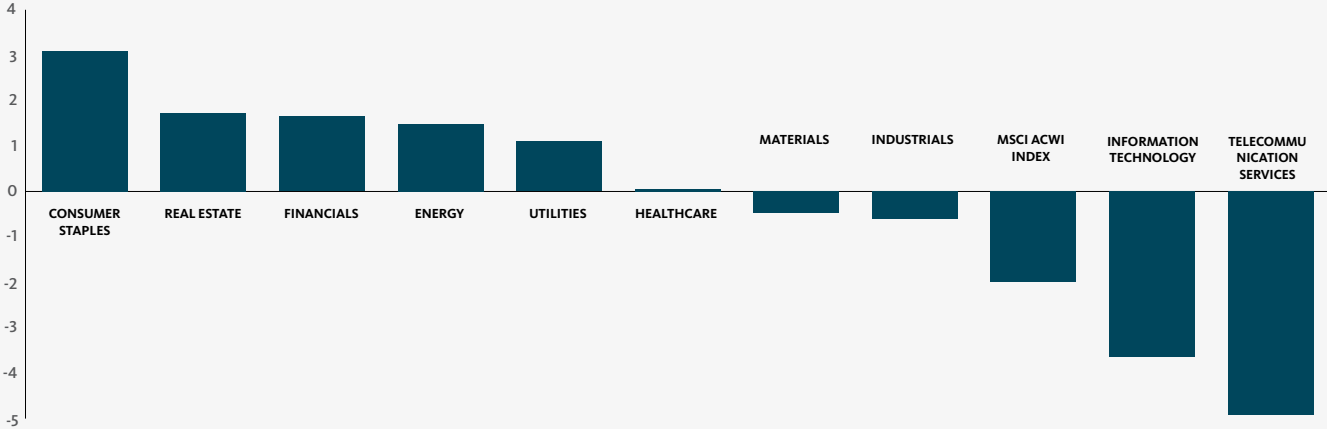 4
3
2
1
0
-1
-2
-3
-4
-5
CONSUMER
STAPLES
REAL ESTATE
FINANCIALS
ENERGY
UTILITIES
HEALTHCARE
MATERIALS
INDUSTRIALS
MSCI ACWI
INDEX
INFORMATION
TECHNOLOGY
TELECOMMU
NICATION
SERVICES